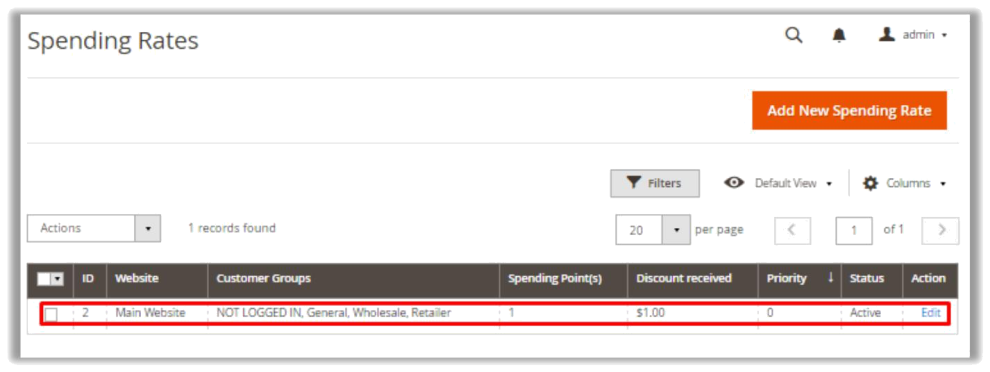 Spending Rates
admin
Add New Spending Rate
Filters
Default View
Columns
Actions
1 records found
20
per page
1
of 1
ID Website Customer Groups Spending Point(s) Discount received Priority ↓ Status Action
2 Main Website NOT LOGGED IN, General, Wholesale, Retailer 1 $1.00 0 Active Edit